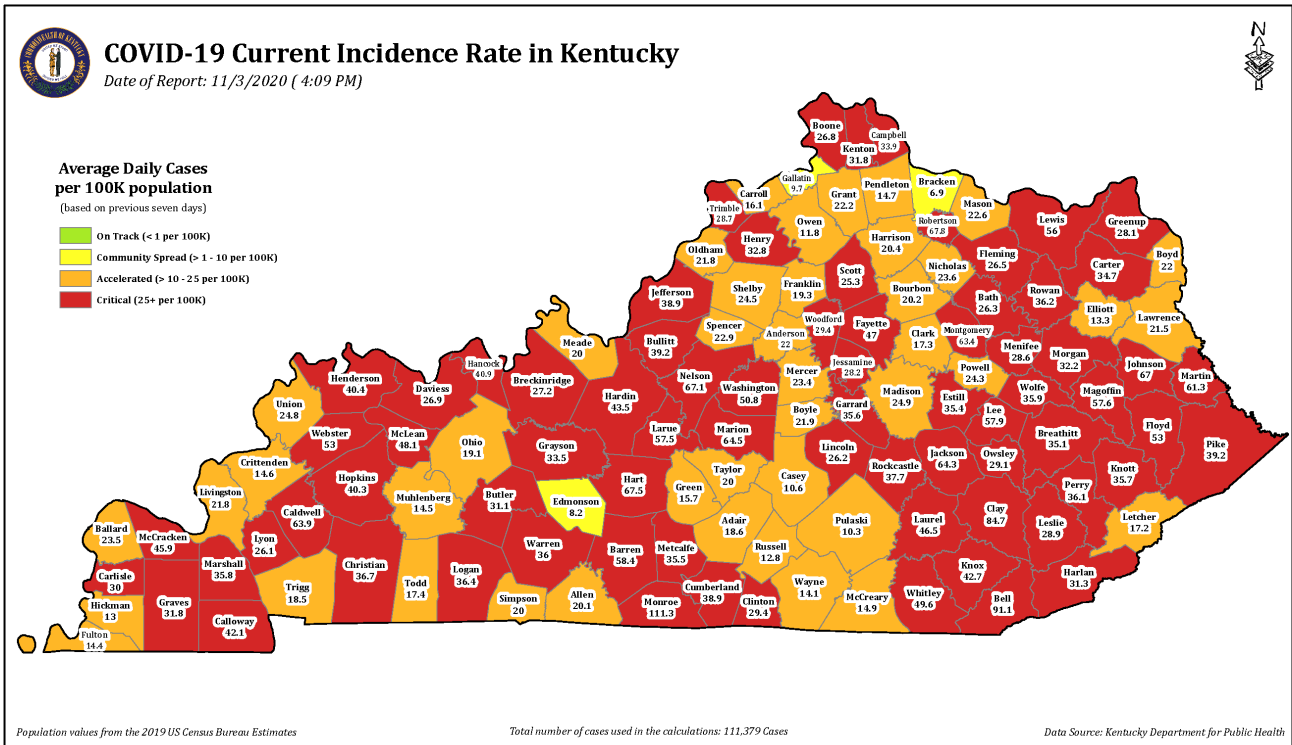 COVID-19 Current Incidence Rate in Kentucky
Date of Report: 11/3/2020 ( 4:09 PM)
N
Average Daily Cases
per 100K population
(based on previous seven days)
On Track (< 1 per 100K)
Community Spread (> 1 - 10 per 100K)
Accelerated (> 10 - 25 per 100K)
Critical (25+ per 100K)
Boone
26.8
Campbell
33.9
Kenton
31.8
Gallatin
9.7
Carroll
16.1
Grant
22.2
Pendleton
14.7
Bracken
6.9
Mason
22.6
Trimble
28.7
Owen
11.8
Robertson
67.8
Lewis
56
Greenup
28.1
Henry
32.8
Harrison
20.4
Oldham
21.8
Fleming
26.5
Boyd
22
Carter
34.7
Nicholas
23.6
Scott
25.3
Jefferson
38.9
Shelby
24.5
Franklin
19.3
Bourbon
20.2
Bath
26.3
Rowan
36.2
Elliott
13.3
Lawrence
21.5
Spencer
22.9
Anderson
22
Woodford
29.4
Fayette
47
Clark
17.3
Montgomery
63.4
Meade
20
Bullitt
39.2
Menifee
28.6
Morgan
32.2
Johnson
67
Martin
61.3
Hancock
40.9
Breckinridge
27.2
Nelson
67.1
Washington
50.8
Mercer
23.4
Jessamine
28.2
Powell
24.3
Henderson
40.4
Daviess
26.9
Hardin
43.5
Madison
24.9
Estill
35.4
Wolfe
35.9
Magoffin
57.6
Union
24.8
Boyle
21.9
Garrard
35.6
Lee
57.9
Webster
53
McLean
48.1
Ohio
19.1
Larue
57.5
Marion
64.5
Breathitt
35.1
Floyd
53
Pike
39.2
Grayson
33.5
Lincoln
26.2
Jackson
64.3
Owsley
29.1
Crittenden
14.6
Hopkins
40.3
Hart
67.5
Taylor
20
Casey
10.6
Rockcastle
37.7
Knott
35.7
Livingston
21.8
Muhlenberg
14.5
Butler
31.1
Edmonson
8.2
Green
15.7
Perry
36.1
Caldwell
63.9
Adair
18.6
Pulaski
10.3
Laurel
46.5
Clay
84.7
Leslie
28.9
Letcher
17.2
Ballard
23.5
McCracken
45.9
Lyon
26.1
Warren
36
Barren
58.4
Metcalfe
35.5
Russell
12.8
Marshall
35.8
Christian
36.7
Logan
36.4
Knox
42.7
Harlan
31.3
Carlisle
30
Trigg
18.5
Todd
17.4
Allen
20.1
Cumberland
38.9
Wayne
14.1
Hickman
13
Graves
31.8
Simpson
20
Monroe
111.3
Clinton
29.4
McCreary
14.9
Whitley
49.6
Bell
91.1
Calloway
42.1
Fulton
14.4
Population values from the 2019 US Census Bureau Estimates
Total number of cases used in the calculations: 111,379 Cases
Data Source: Kentucky Department for Public Health